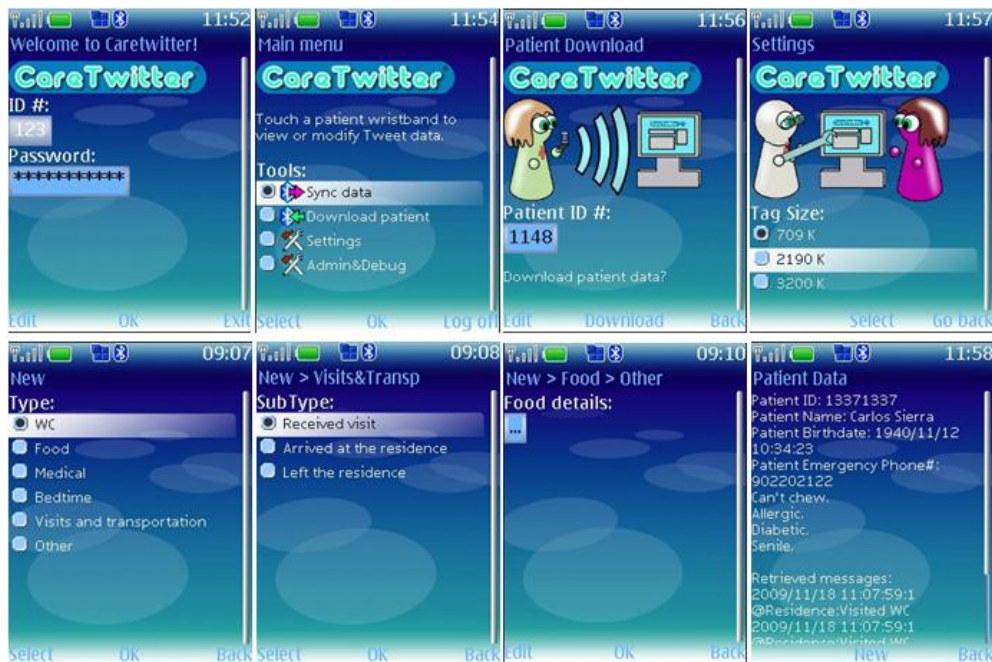 11:52
Welcome to Caretwitter!
CareTwitter
ID #:
123
Password:
***********
Edit OK Exit
11:54
Main menu
CareTwitter
Touch a patient wristband to
view or modify Tweet data.
Tools:
Sync data
Download patient
Settings
Admin&Debug
Select OK Log off
11:56
Patient Download
CareTwitter
Patient ID #:
1148
Download patient data?
Edit Download Back
11:57
Settings
CareTwitter
Tag Size:
709 K
2190 K
3200 K
Select Go back
09:07
New
Type:
WC
Food
Medical
Bedtime
Visits and transportation
Other
Select OK Back
09:08
New > Visits&Transp
SubType:
Received visit
Arrived at the residence
Left the residence
Select OK Back
09:10
New > Food > Other
Food details:
...
Edit OK Back
11:58
Patient Data
Patient ID: 13371337
Patient Name: Carlos Sierra
Patient Birthdate: 1940/11/12
10:34:23
Patient Emergency Phone#:
902202122
Can't chew.
Allergic.
Diabetic.
Senile.
Retrieved messages:
2009/11/18 11:07:59:1
@Residence:Visited WC
2009/11/18 11:07:59:1
@Residence:Visited WC
New Back